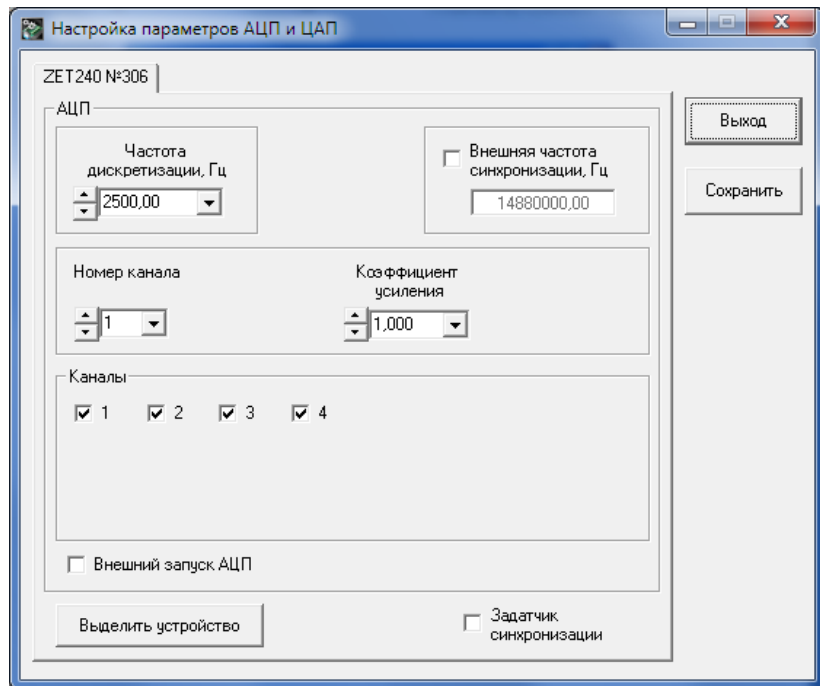 Настройка параметров АЦП и ЦАП
ZET240 №306
АЦП
Частота
дискретизации, Гц
2500,00
Внешняя частота
синхронизации, Гц
14880000,00
Выход
Сохранить
Номер канала
1
Коэффициент
усиления
1,000
Каналы
1 2 3 4
Внешний запуск АЦП
Выделить устройство
Задатчик
синхронизации